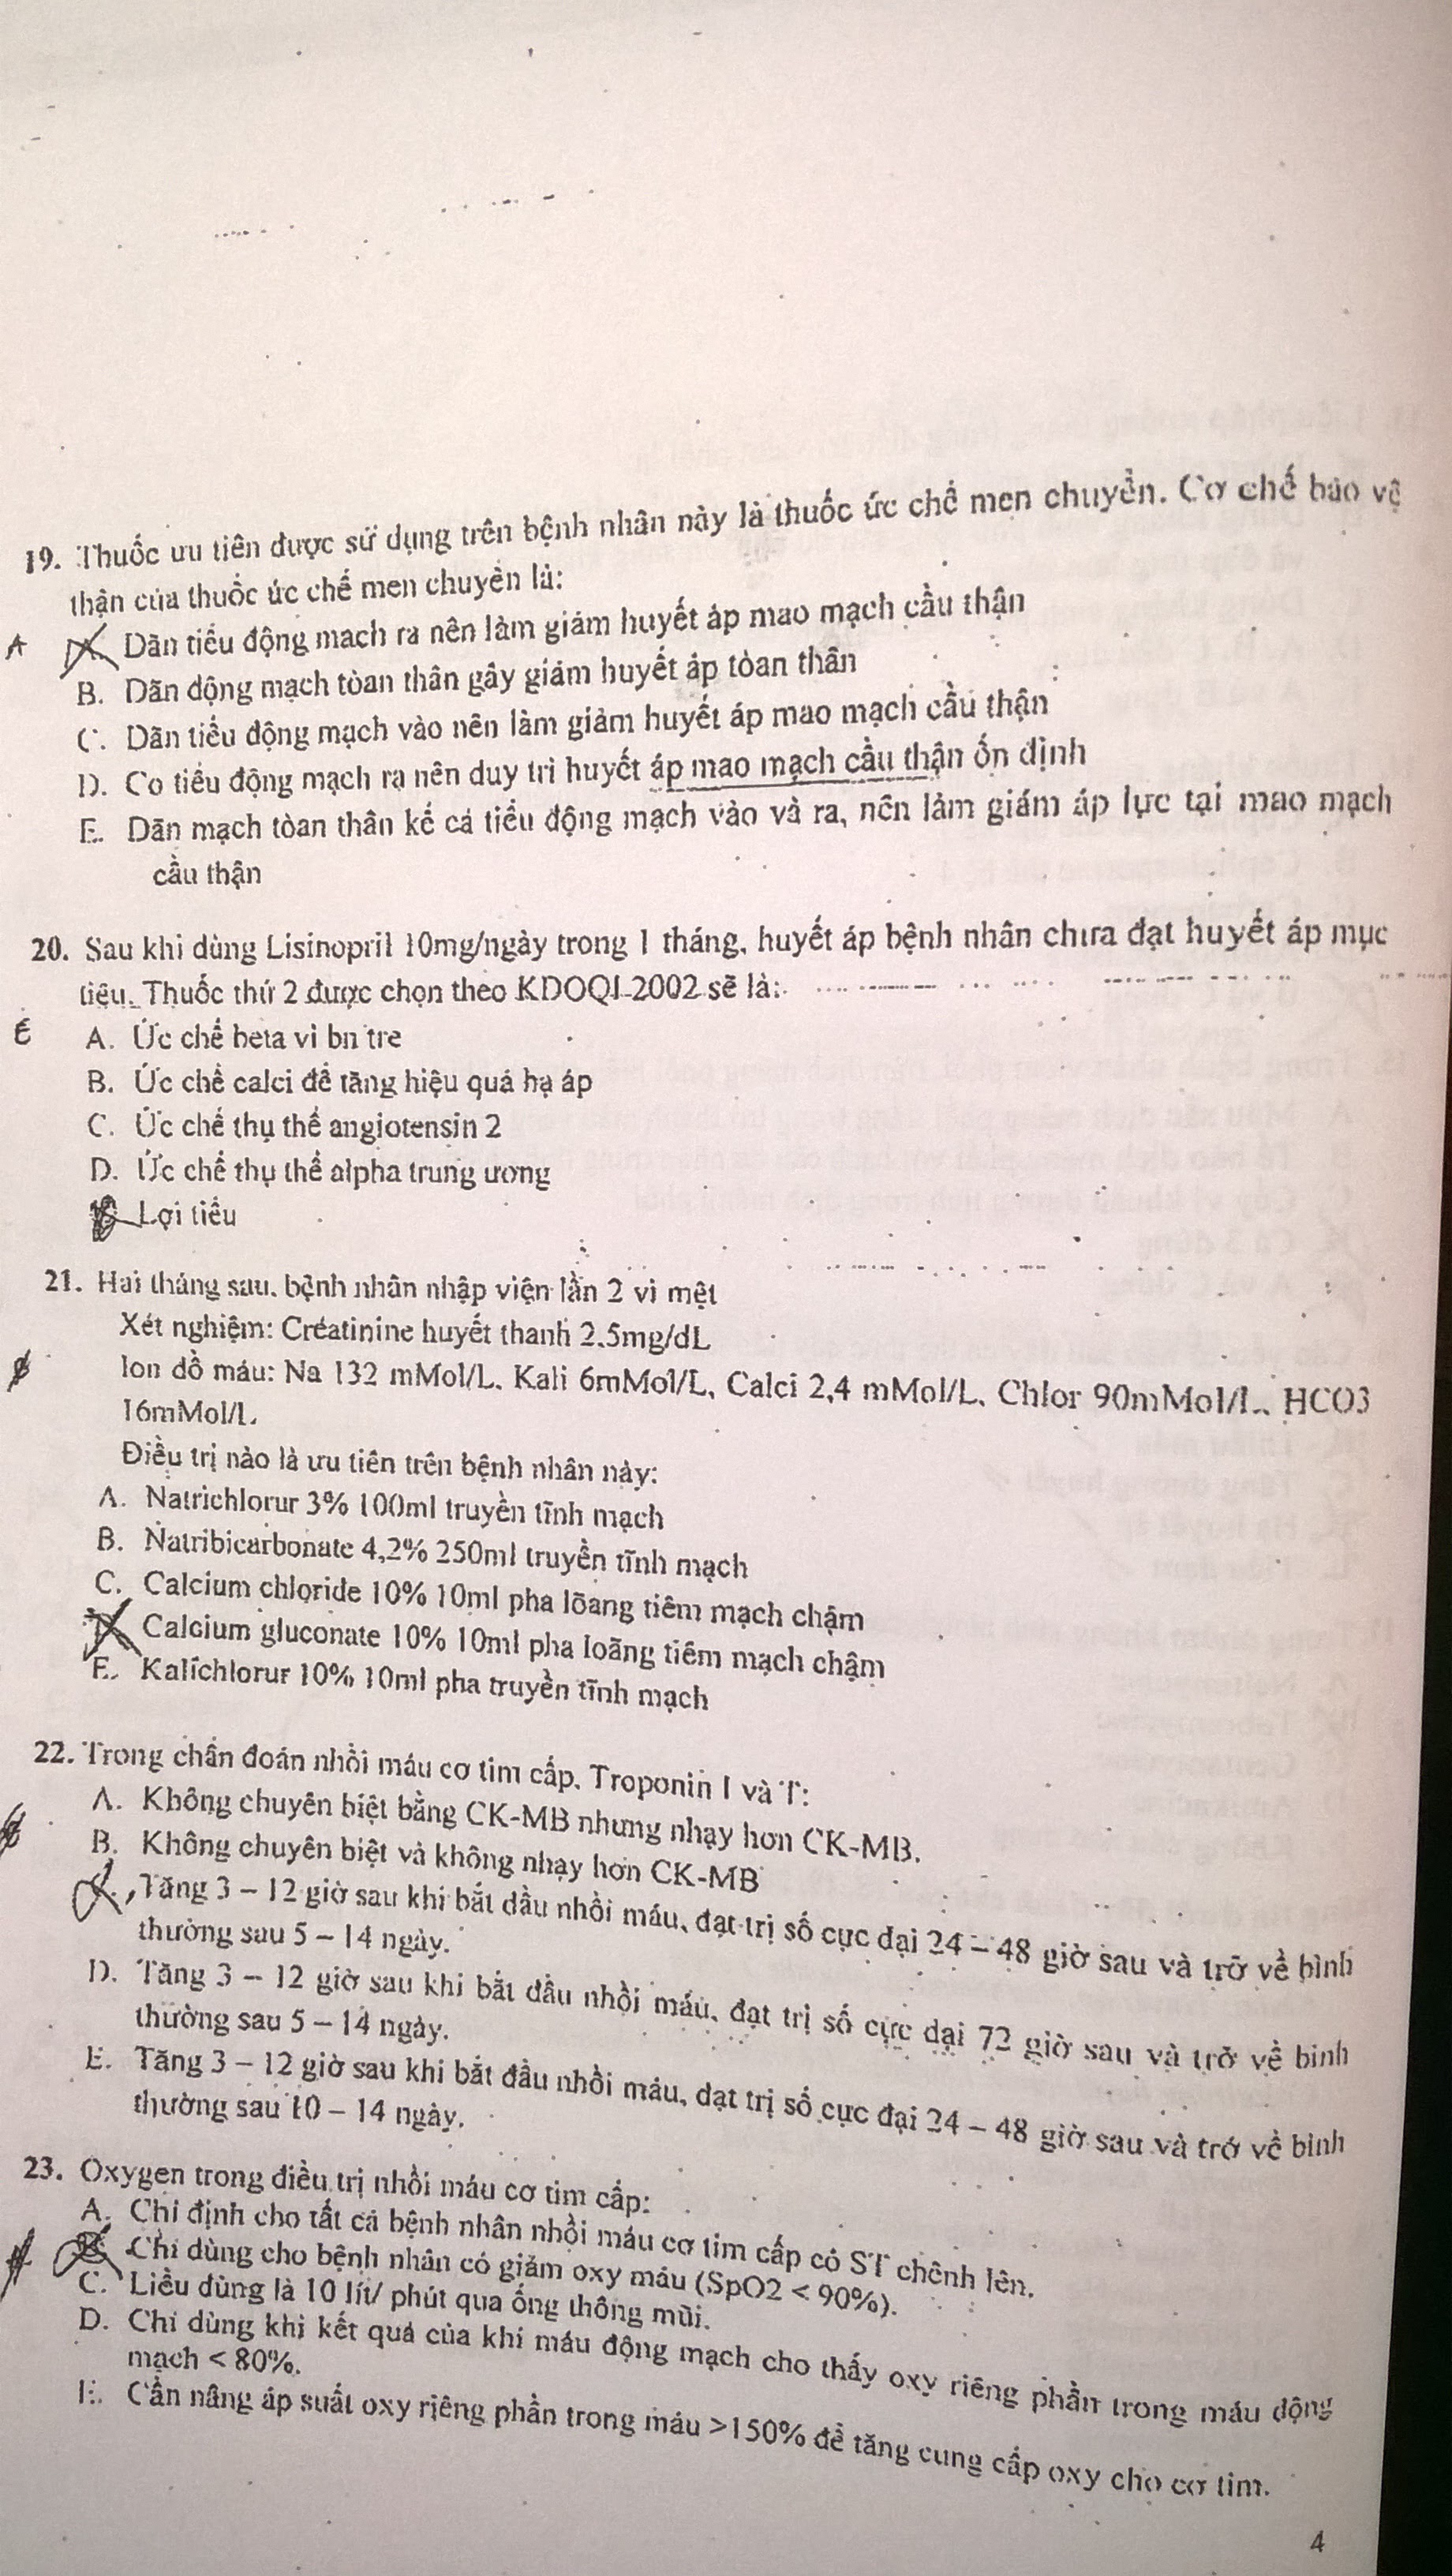 19. Thuốc ưu tiên được sử dụng trên bệnh nhân này là thuốc ức chế men chuyển. Cơ chế bảo vệ
thận của thuốc ức chế men chuyển là:
A
Dãn tiểu động mach ra nên làm giảm huyết áp mao mạch cầu thận
B. Dãn động mạch tòan thân gây giảm huyết áp tòan thân
C. Dãn tiểu động mạch vào nên làm giảm huyết áp mao mạch cầu thận
D. Co tiểu động mạch ra nên duy trì huyết áp mao mạch cầu thận ổn định
E. Dãn mạch tòan thân kể cả tiểu động mạch vào và ra, nên làm giảm áp lực tại mao mạch
cầu thận
20. Sau khi dùng Lisinopril 10mg/ngày trong 1 tháng, huyết áp bệnh nhân chưa đạt huyết áp mục
tiêu. Thuốc thứ 2 được chọn theo KDOQI 2002 sẽ là:
E
A. Ức chế beta vì bn tre
B. Ức chế calci để tăng hiệu quả hạ áp
C. Ức chế thụ thể angiotensin 2
D. Ức chế thụ thể alpha trung ương
Lợi tiểu
21. Hai tháng sau, bệnh nhân nhập viện lần 2 vì mệt
Xét nghiệm: Créatinine huyết thanh 2.5mg/dL
Ion đồ máu: Na 132 mMol/L, Kali 6mMol/L, Calci 2,4 mMol/L, Chlor 90mMol/L, HCO3
16mMol/L
Điều trị nào là ưu tiên trên bệnh nhân này:
A. Natrichlorur 3% 100ml truyền tĩnh mạch
B. Natribicarbonate 4,2% 250ml truyền tĩnh mạch
C. Calcium chloride 10% 10ml pha lõang tiêm mạch chậm
D. Calcium gluconate 10% 10ml pha loãng tiêm mạch chậm
E. Kalichlorur 10% 10ml pha truyền tĩnh mạch
22. Trong chẩn đoán nhồi máu cơ tim cấp, Troponin I và T:
A. Không chuyên biệt bằng CK-MB nhưng nhạy hơn CK-MB.
B. Không chuyên biệt và không nhạy hơn CK-MB
C. Tăng 3 – 12 giờ sau khi bắt đầu nhồi máu, đạt trị số cực đại 24 – 48 giờ sau và trở về bình
thường sau 5 – 14 ngày.
D. Tăng 3 – 12 giờ sau khi bắt đầu nhồi máu, đạt trị số cực đại 72 giờ sau và trở về bình
thường sau 5 – 14 ngày.
E. Tăng 3 – 12 giờ sau khi bắt đầu nhồi máu, đạt trị số cực đại 24 – 48 giờ sau và trở về bình
thường sau 10 – 14 ngày.
23. Oxygen trong điều trị nhồi máu cơ tim cấp:
A. Chỉ định cho tất cả bệnh nhân nhồi máu cơ tim cấp có ST chênh lên.
B. Chỉ dùng cho bệnh nhân có giảm oxy máu (SpO2 < 90%).
C. Liều dùng là 10 lít/ phút qua ống thông mũi.
D. Chỉ dùng khi kết quả của khí máu động mạch cho thấy oxy riêng phần trong máu động
mạch < 80%.
E. Cần nâng áp suất oxy riêng phần trong máu >150% để tăng cung cấp oxy cho cơ tim.
4